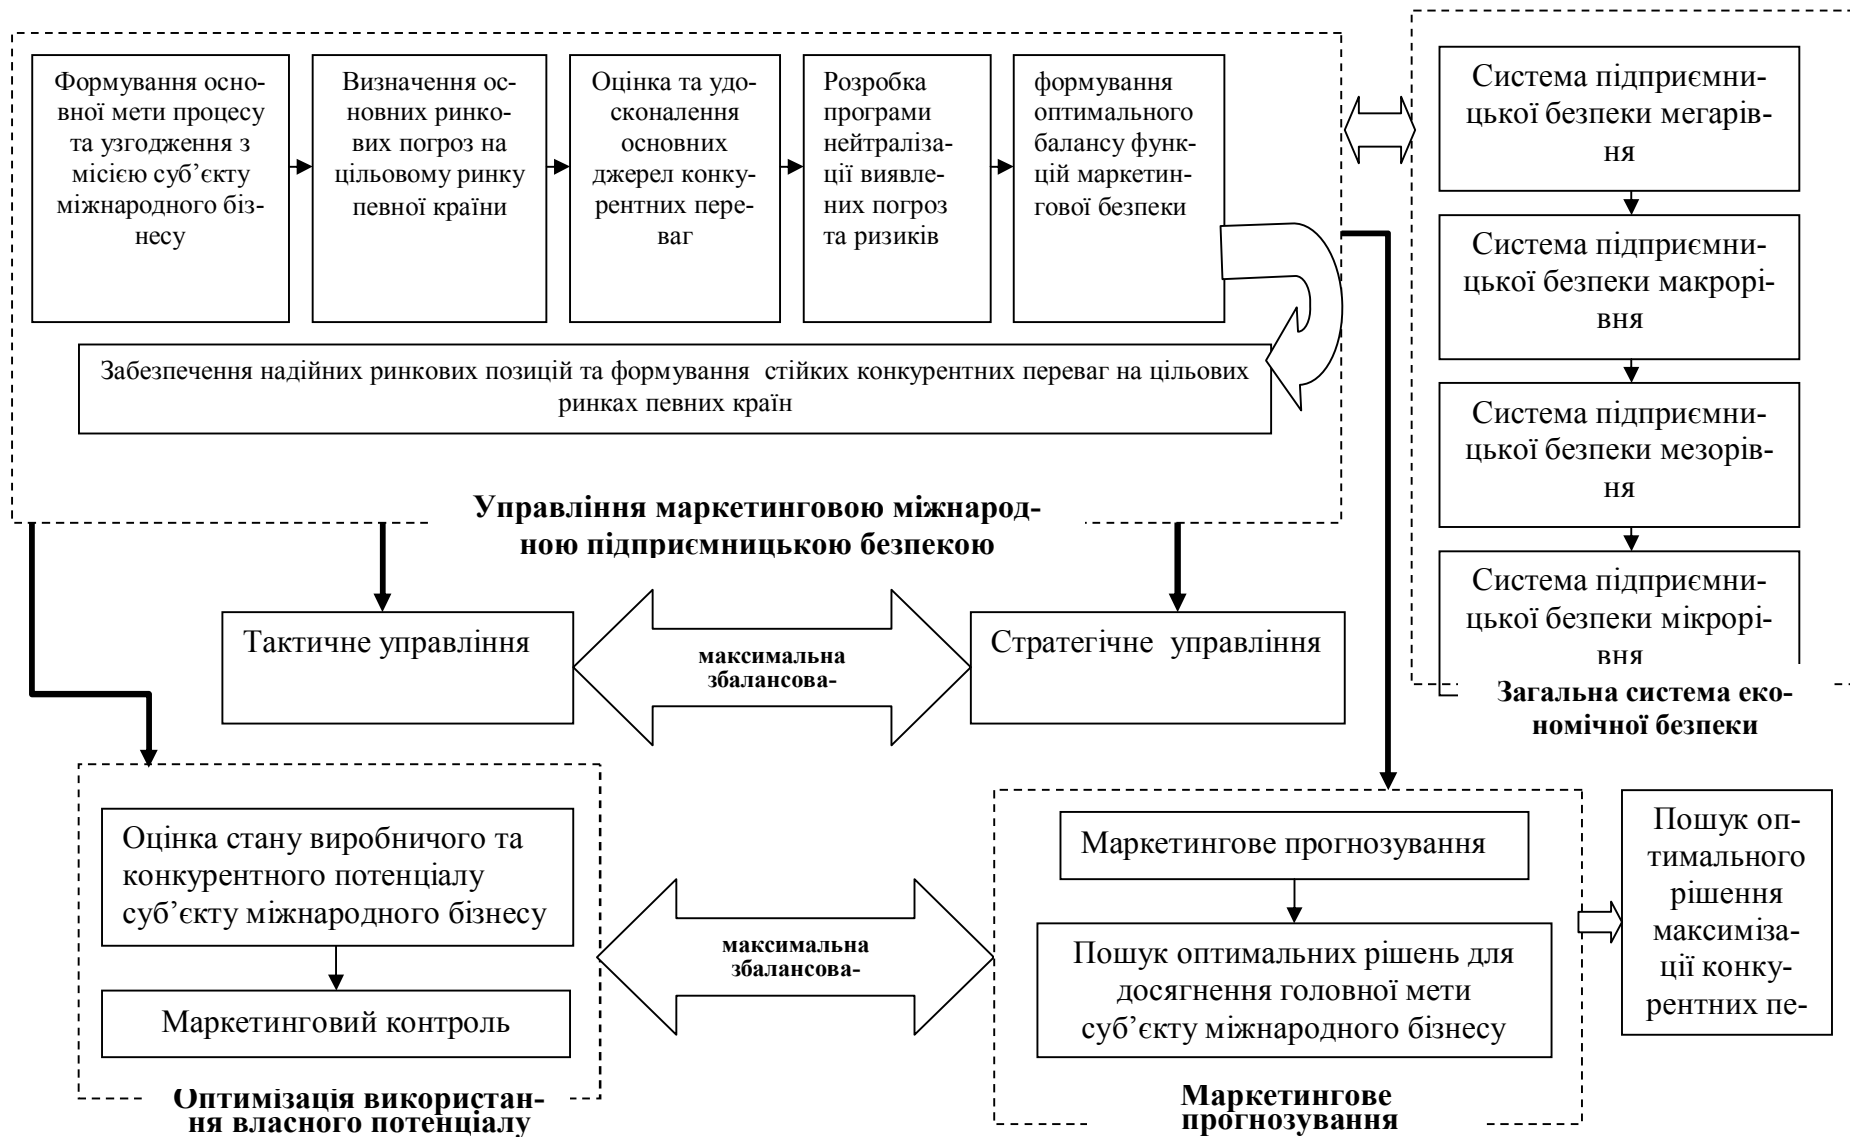 Формування осно-
вної мети процесу
та узгодження з
місією суб’єкту
міжнародного біз-
несу
Визначення ос-
новних ринко-
вих погроз на
цільовому ринку
певної країни
Оцінка та удо-
сконалення
основних
джерел конку-
рентних пере-
ваг
Розробка
програми
нейтраліза-
ції виявле-
них погроз
та ризиків
формування
оптимального
балансу функ-
цій маркетин-
гової безпеки
Забезпечення надійних ринкових позицій та формування стійких конкурентних переваг на цільових
ринках певних країн
Управління маркетинговою міжнарод-
ною підприємницькою безпекою
Система підприємни-
цької безпеки мегарів-
ня
Система підприємни-
цької безпеки макрорі-
вня
Система підприємни-
цької безпеки мезорів-
ня
Система підприємни-
цької безпеки мікрорі-
вня
Загальна система еко-
номічної безпеки
Тактичне управління
максимальна
збалансова-
Стратегічне управління
Оцінка стану виробничого та
конкурентного потенціалу
суб’єкту міжнародного бізнесу
Маркетинговий контроль
Оптимізація використан-
ня власного потенціалу
максимальна
збалансова-
Маркетингове прогнозування
Пошук оптимальних рішень для
досягнення головної мети
суб’єкту міжнародного бізнесу
Маркетингове
прогнозування
Пошук оп-
тимального
рішення
максиміза-
ції конку-
рентних пе-